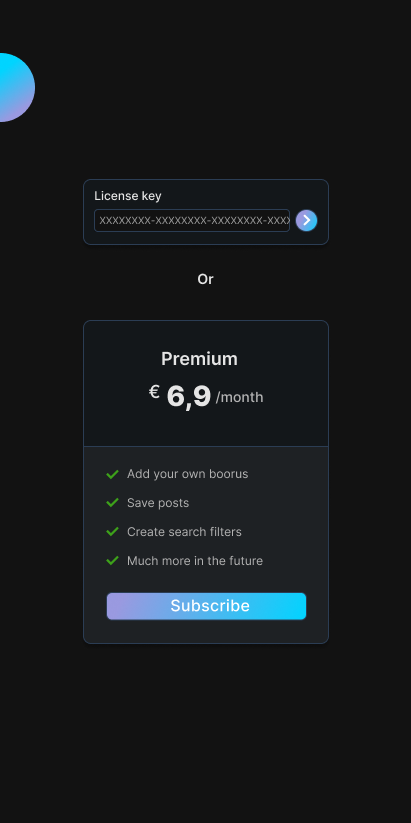 License key
XXXXXXXX-XXXXXXXX-XXXXXXXX-XXXX
Or
Premium
€ 6,9 /month
Add your own boorus
Save posts
Create search filters
Much more in the future
Subscribe